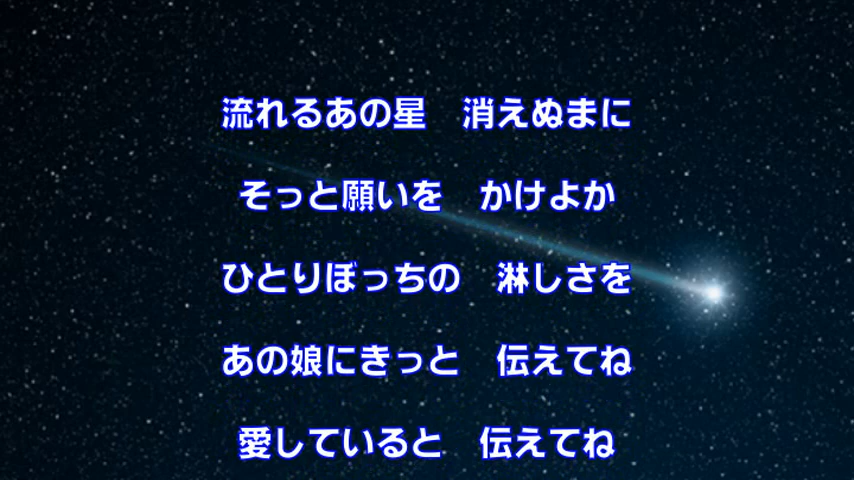 流れるあの星　消えぬまに
そっと願いを　かけよか
ひとりぼっちの　淋しさを
あの娘にきっと　伝えてね
愛していると　伝えてね